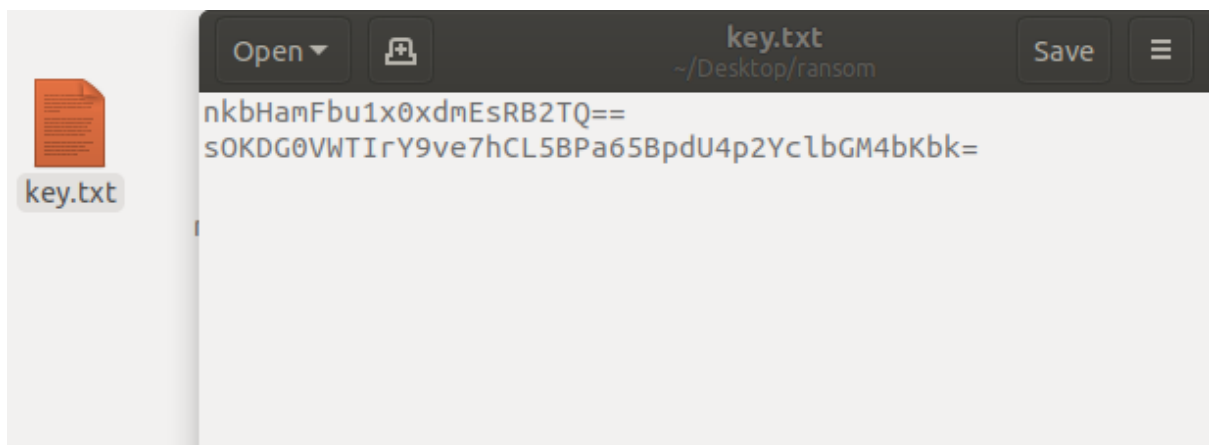 Open
key.txt
~/Desktop/ransom
Save
nkbHamFbu1x0xdmEsRB2TQ==
sOKDG0VWTIrY9ve7hCL5BPa65BpdU4p2YclbGM4bKbk=
key.txt